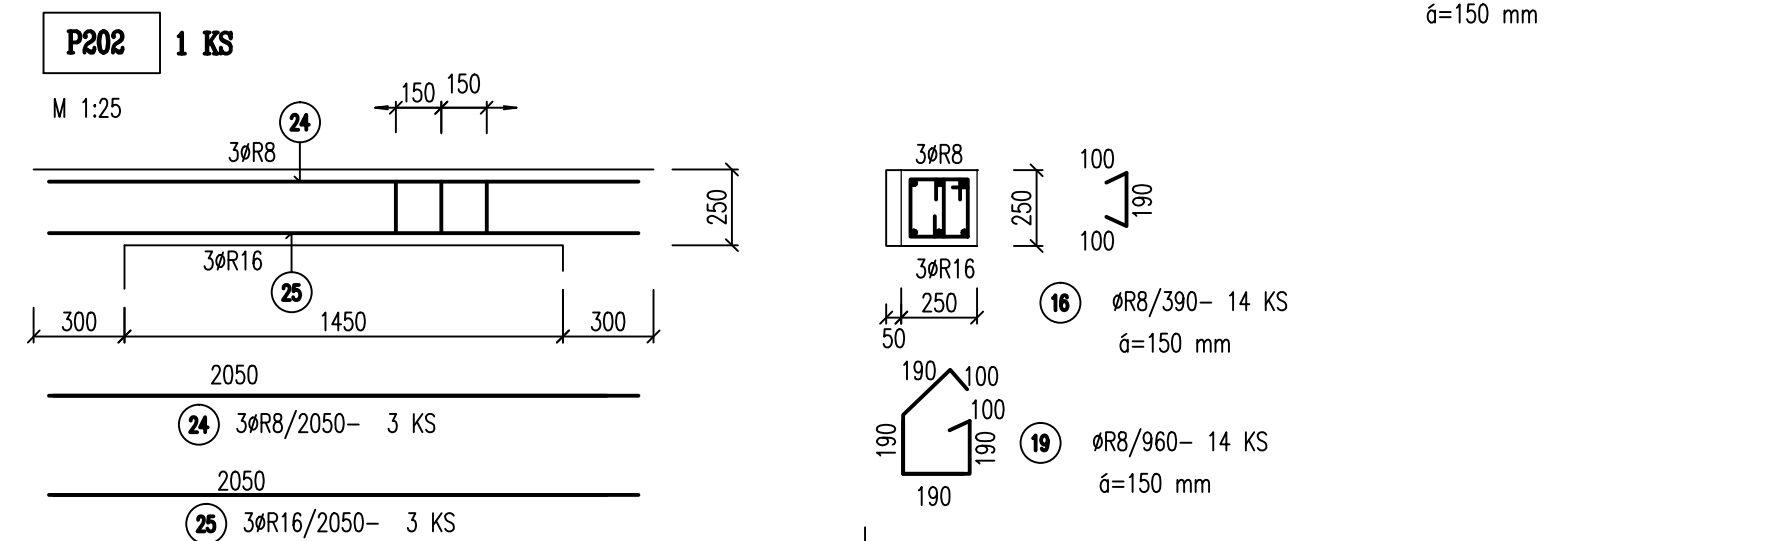 á=150 mm
P202 1 KS
M 1:25
150 150
24
3øR8
250
3øR16
25
300 1450 300
2050
24 3øR8/2050- 3 KS
2050
25 3øR16/2050- 3 KS
3øR8
250
3øR16
250
50
100
190
100
16 øR8/390- 14 KS
á=150 mm
190 100
100
190 190
190
19 øR8/960- 14 KS
á=150 mm